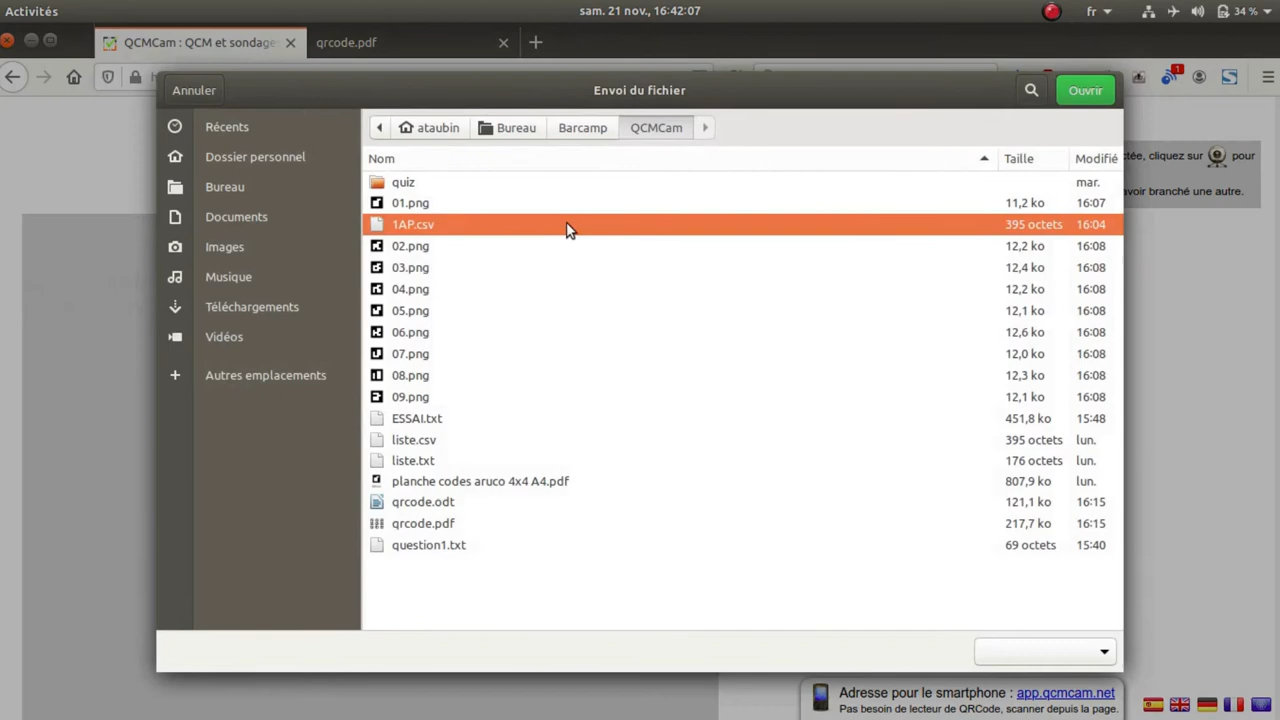 Activités
sam. 21 nov., 16:42:07
fr
34 %
QCMCam : QCM et sondage
qrcode.pdf
1
Annuler
Envoi du fichier
Ouvrir
Récents
Dossier personnel
Bureau
Documents
Images
Musique
Téléchargements
Vidéos
Autres emplacements
ataubin
Bureau
Barcamp
QCMCam
Nom Taille Modifié
quiz mar.
01.png 11,2 ko 16:07
1AP.csv 395 octets 16:04
02.png 12,2 ko 16:08
03.png 12,4 ko 16:08
04.png 12,2 ko 16:08
05.png 12,1 ko 16:08
06.png 12,6 ko 16:08
07.png 12,0 ko 16:08
08.png 12,3 ko 16:08
09.png 12,1 ko 16:08
ESSAI.txt 451,8 ko 15:48
liste.csv 395 octets lun.
liste.txt 176 octets lun.
planche codes aruco 4x4 A4.pdf 807,9 ko lun.
qrcode.odt 121,1 ko 16:15
qrcode.pdf 217,7 ko 16:15
question1.txt 69 octets 15:40
ctée, cliquez sur pour
avoir branché une autre.
Adresse pour le smartphone : app.qcmcam.net
Pas besoin de lecteur de QRCode, scanner depuis la page.